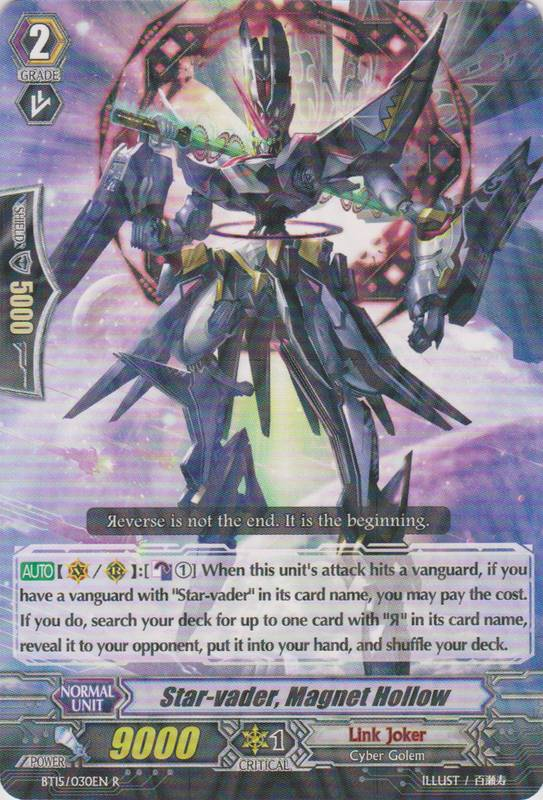 2
GRADE
SHIELD
5000
Яeverse is not the end. It is the beginning.
AUTO【 V / R 】:[ ①] When this unit's attack hits a vanguard, if you
have a vanguard with "Star-vader" in its card name, you may pay the cost.
If you do, search your deck for up to one card with "Я" in its card name,
reveal it to your opponent, put it into your hand, and shuffle your deck.
NORMAL
UNIT
Star-vader, Magnet Hollow
POWER
9000
1
CRITICAL
Link Joker
Cyber Golem
BT15/030EN R
ILLUST / 百瀬寿